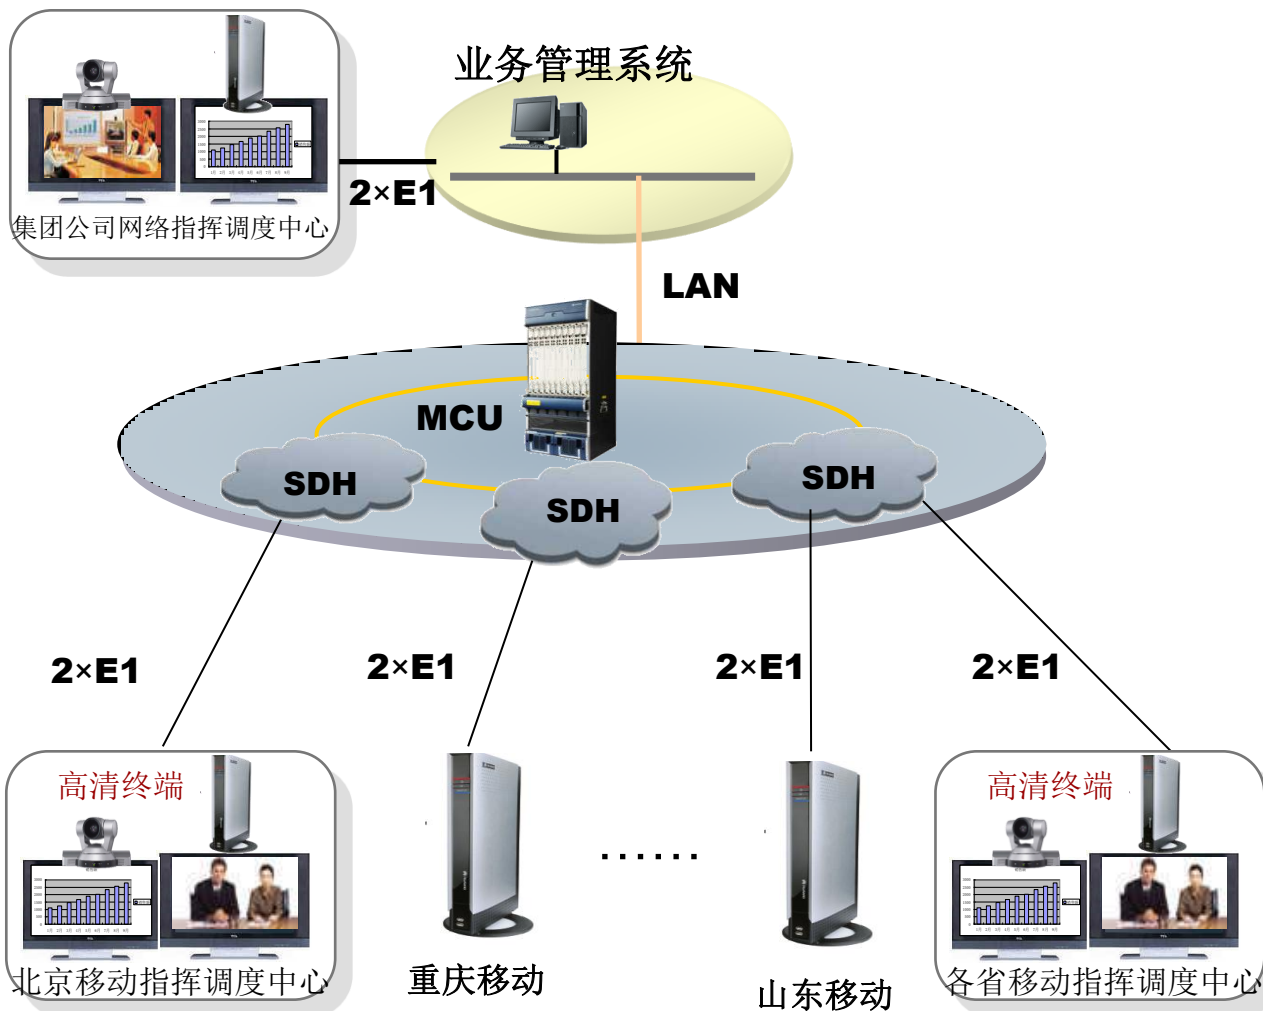 业务管理系统
2×E1
集团公司网络指挥调度中心
LAN
MCU
SDH
SDH
SDH
2×E1
2×E1
2×E1
2×E1
高清终端
高清终端
......
北京移动指挥调度中心
重庆移动
山东移动
各省移动指挥调度中心